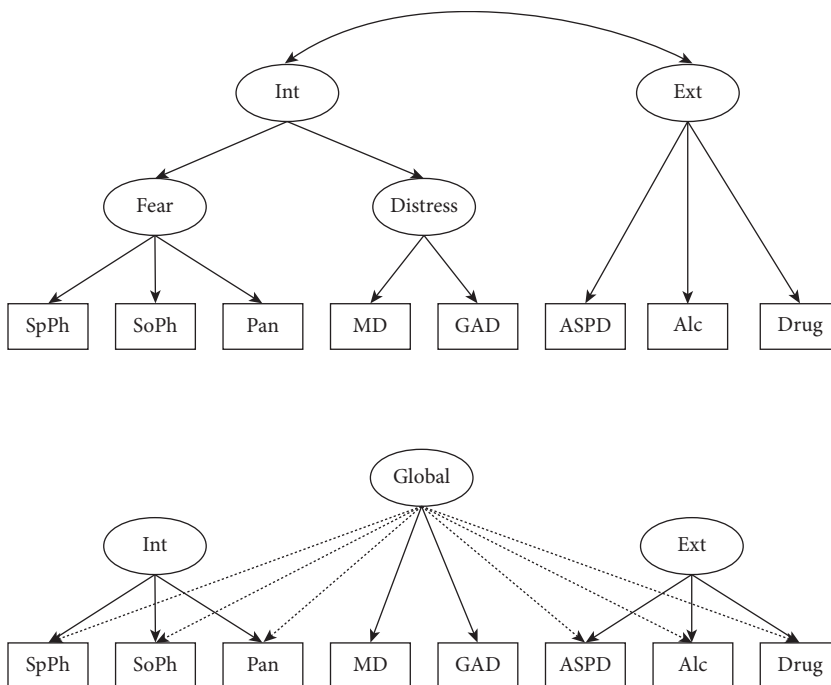 Int
Ext
Fear
Distress
SpPh
SoPh
Pan
MD
GAD
ASPD
Alc
Drug
Global
Int
Ext
SpPh
SoPh
Pan
MD
GAD
ASPD
Alc
Drug